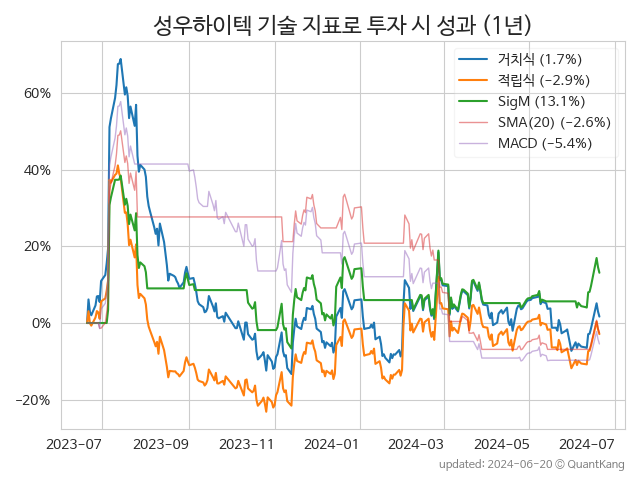 성우하이텍 기술 지표로 투자 시 성과 (1년)
거치식 (1.7%)
적립식 (−2.9%)
SigM (13.1%)
SMA(20) (−2.6%)
MACD (−5.4%)
60%
40%
20%
0%
−20%
2023−07 2023−09 2023−11 2024−01 2024−03 2024−05 2024−07
updated: 2024-06-20 © QuantKang